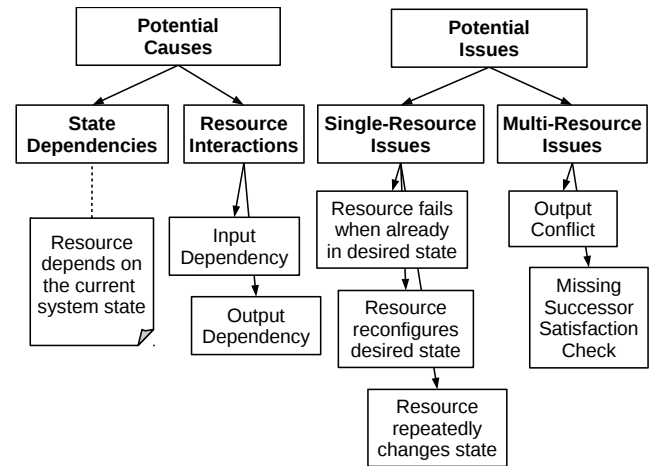 Potential
Causes
Potential
Issues
State
Dependencies
Resource
Interactions
Single-Resource
Issues
Multi-Resource
Issues
Resource
depends on
the current
system state
Input
Dependency
Output
Dependency
Resource fails
when already
in desired state
Resource
reconfigures
desired state
Resource
repeatedly
changes state
Output
Conflict
Missing
Successor
Satisfaction
Check